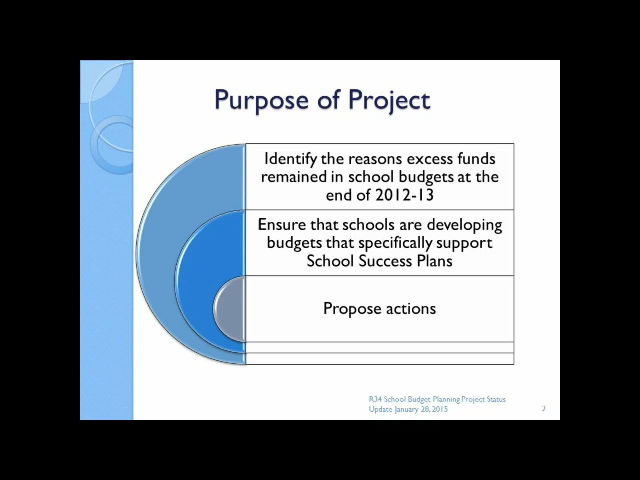 Purpose of Project
Identify the reasons excess funds
remained in school budgets at the
end of 2012-13
Ensure that schools are developing
budgets that specifically support
School Success Plans
Propose actions
R34 School Budget Planning Project Status
Update January 28, 2015